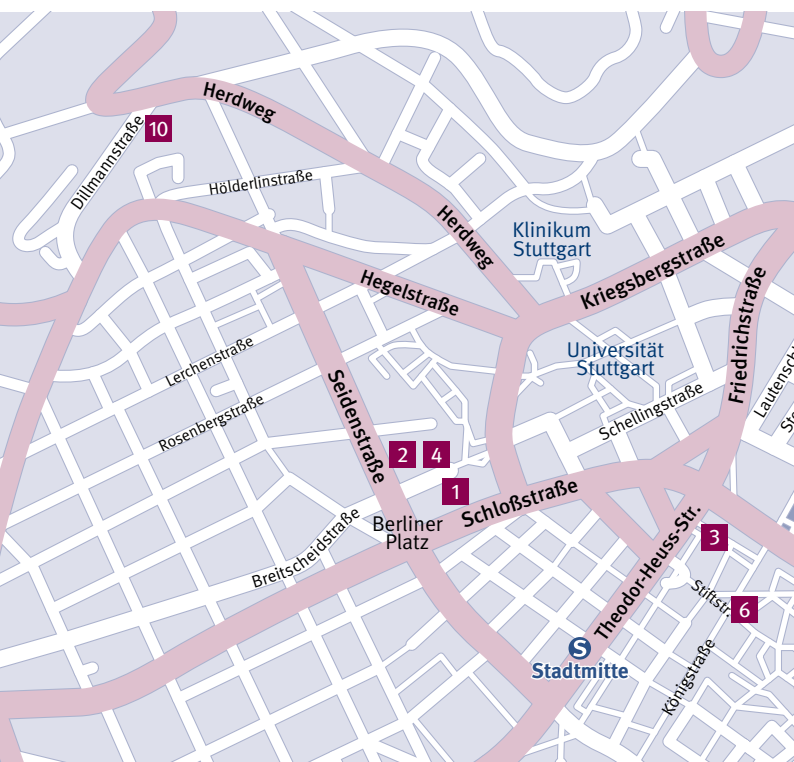 Herdweg
10
Dillmannstraße
Hölderlinstraße
Herdweg
Klinikum
Stuttgart
Kriegsbergstraße
Hegelstraße
Friedrichstraße
Universität
Stuttgart
Lerchenstraße
Seidenstraße
Rosenbergstraße
Schellingstraße
2
4
1
Schloßstraße
Berliner
Platz
Breitscheidstraße
Theodor-Heuss-Str.
3
Stiftstr.
6
S
Stadtmitte
Königstraße